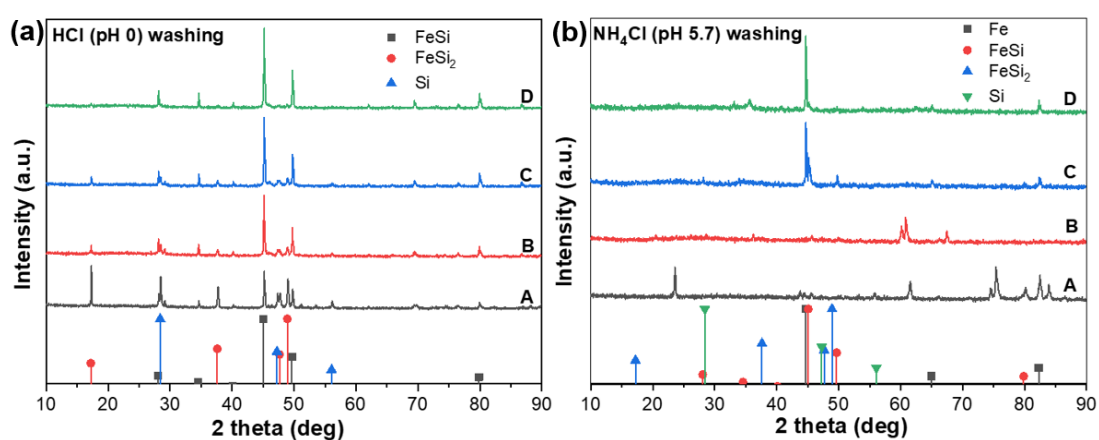 (a) HCl (pH 0) washing
FeSi
FeSi₂
Si
D
C
B
A
Intensity (a.u.)
10 20 30 40 50 60 70 80 90
2 theta (deg)
(b) NH₄Cl (pH 5.7) washing
Fe
FeSi
FeSi₂
Si
D
C
B
A
Intensity (a.u.)
10 20 30 40 50 60 70 80 90
2 theta (deg)